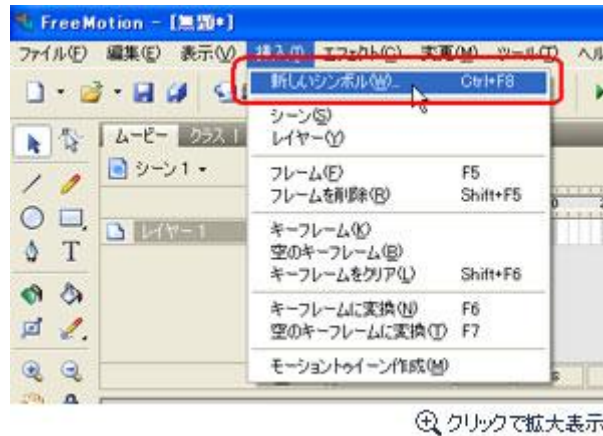 FreeMotion - [無題*]
ファイル(F) 編集(E) 表示(V) 挿入(I) エフェクト(C) 変更(M) ツール(T) ヘル
新しいシンボル(W)... Ctrl+F8
シーン(S)
レイヤー(Y)
フレーム(F) F5
フレームを削除(R) Shift+F5
キーフレーム(K)
空のキーフレーム(B)
キーフレームをクリア(L) Shift+F6
キーフレームに変換(N) F6
空のキーフレームに変換(T) F7
モーショントゥイーン作成(M)
ムービー クラス
シーン1
レイヤー1
クリックで拡大表示